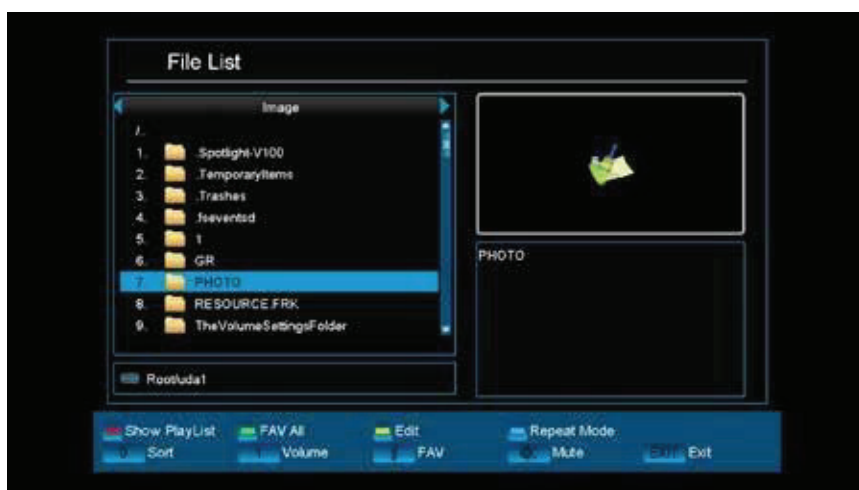 File List
Image
/..
1. .Spotlight-V100
2. .TemporaryItems
3. .Trashes
4. .fseventsd
5. 1
6. GR
7. PHOTO
8. RESOURCE.FRK
9. TheVolumeSettingsFolder
PHOTO
Root/uda1
Show PlayList FAV All Edit Repeat Mode
0 Sort 1 Volume FAV Mute EXIT Exit